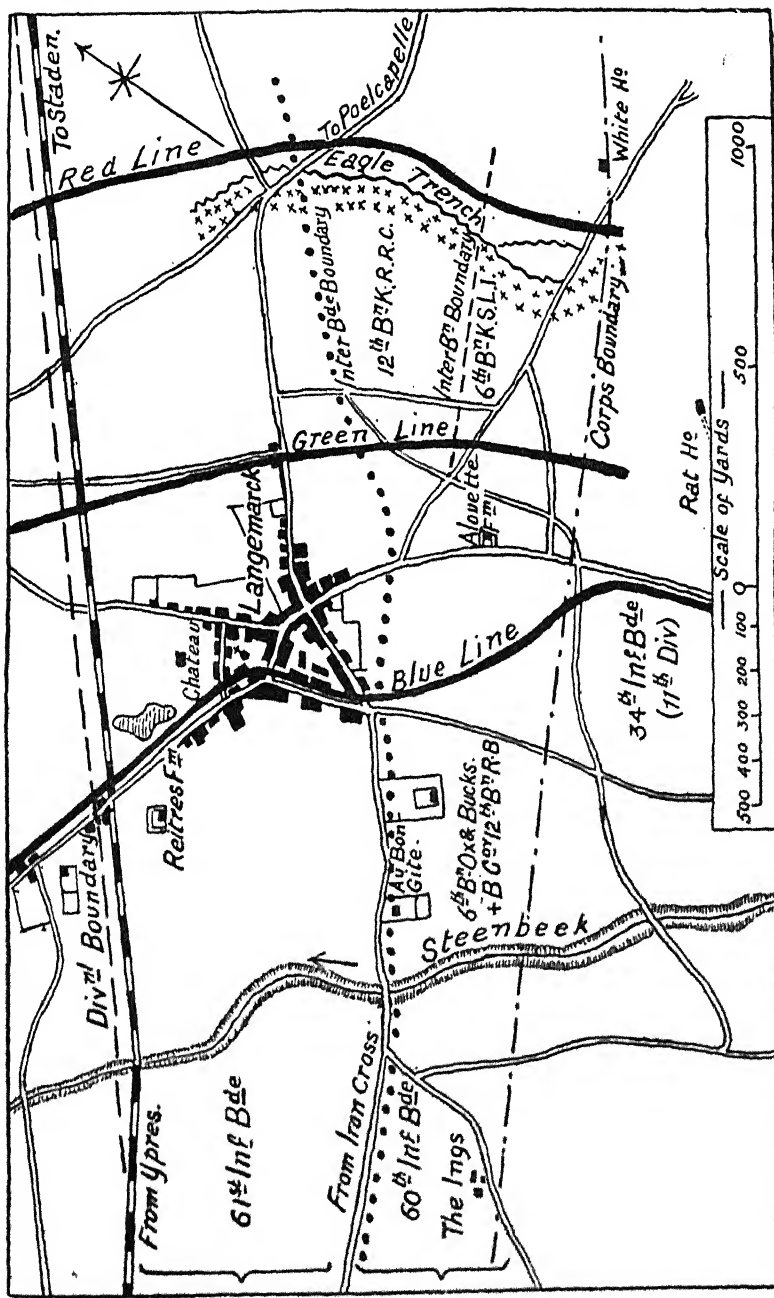 To Staden.
Red Line
To Poelcapelle
Eagle Trench
White Ho
Inter Bde Boundary
12th Bn K.R.R.C.
Inter Bn Boundary
6th Bn K.S.L.I.
Corps Boundary
Green Line
Langemarck
Alouette
Fm
Rat Ho
Chateau
Blue Line
34th Inf Bde
(11th Div)
Reitres Fm
Au Bon
Gite
6th Bn Ox & Bucks.
+ B Coy 12th Bn R.B
Steenbeek
Divnl Boundary
From Ypres.
61st Inf Bde
From Iron Cross
60th Inf Bde
The Ings
Scale of Yards
500 400 300 200 100 0 500 1000